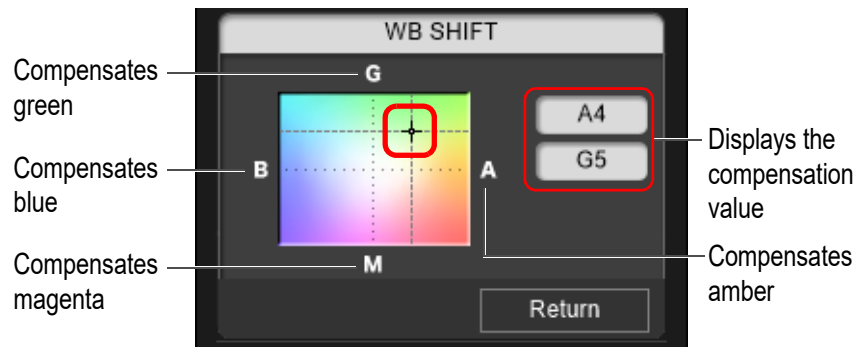 WB SHIFT
Compensates
green
G
A4
G5
Displays the
compensation
value
Compensates
blue
B
A
Compensates
magenta
M
Compensates
amber
Return